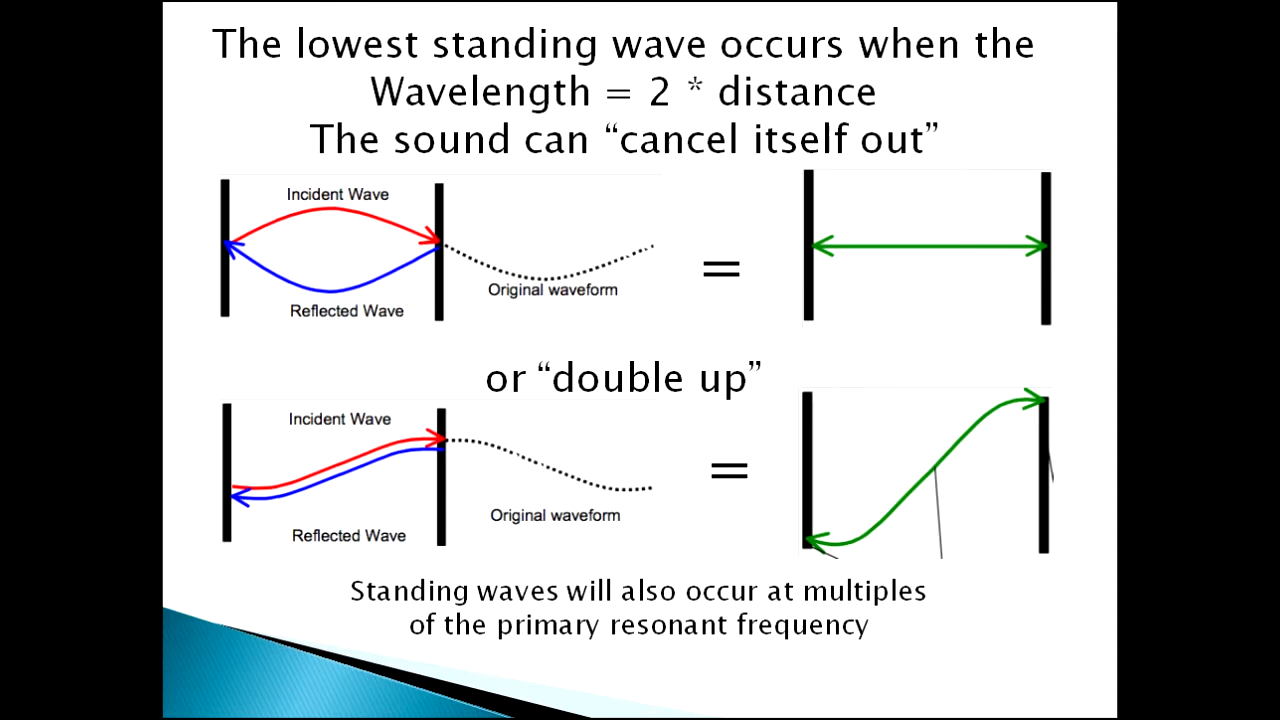 The lowest standing wave occurs when the
Wavelength = 2 * distance
The sound can “cancel itself out”
Incident Wave
Reflected Wave
Original waveform
=
or “double up”
Incident Wave
Reflected Wave
Original waveform
=
Standing waves will also occur at multiples
of the primary resonant frequency